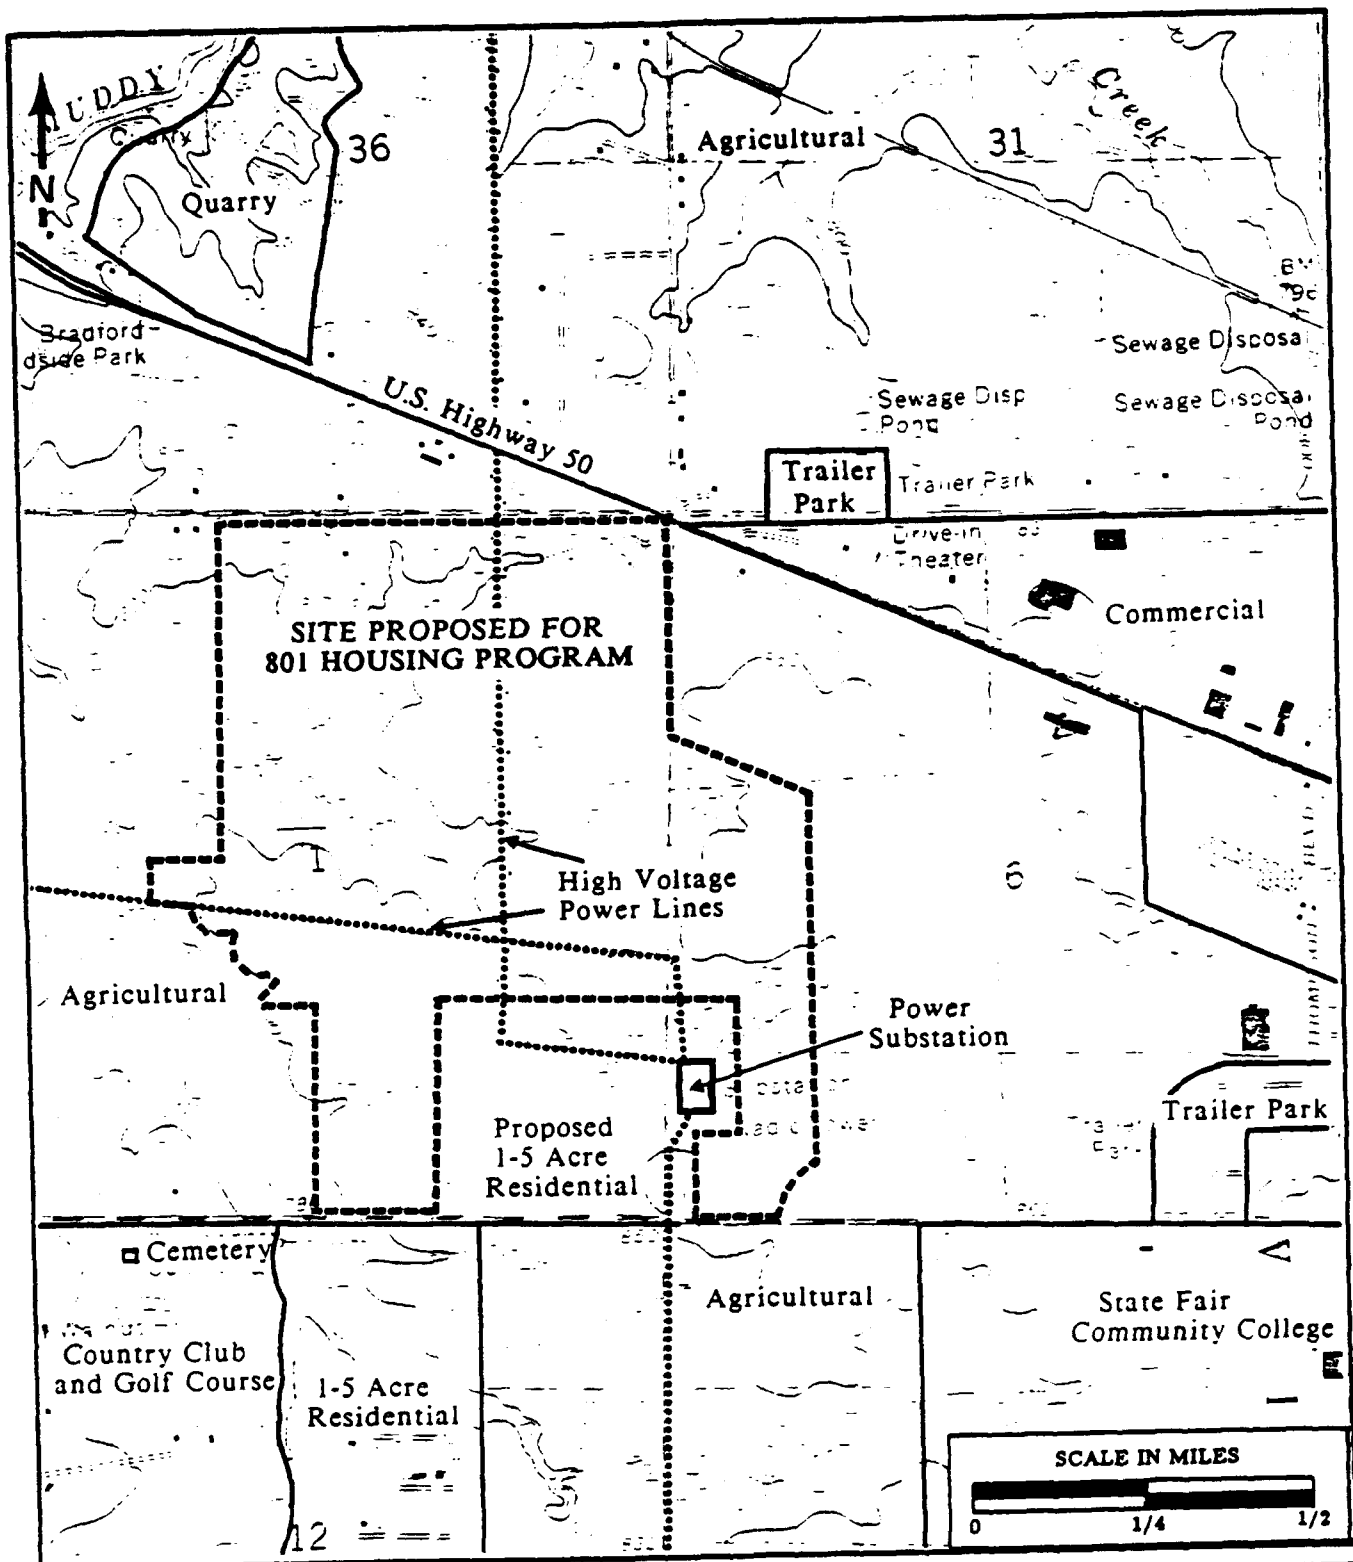 Creek
36
Agricultural
31
N
Quarry
Sewage Disposal
U.S. Highway 50
Sewage Disp
Sewage Disposal
Pond
Trailer
Park
Trailer Park
Drive-in
Theater
SITE PROPOSED FOR
801 HOUSING PROGRAM
Commercial
1
High Voltage
Power Lines
6
Agricultural
Power
Substation
Proposed
1-5 Acre
Residential
Trailer Park
Cemetery
Agricultural
State Fair
Community College
Country Club
and Golf Course
1-5 Acre
Residential
12
SCALE IN MILES
0 1/4 1/2